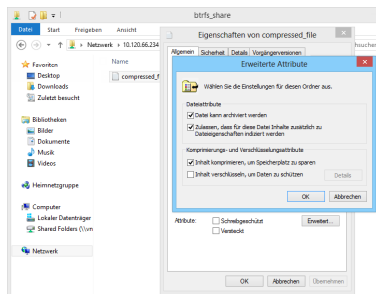 btrfs_share
Datei Start Freigeben Ansicht
Netzwerk ▸ 10.120.66.234
Favoriten
Desktop
Downloads
Zuletzt besucht
Bibliotheken
Bilder
Dokumente
Musik
Videos
Heimnetzgruppe
Computer
Lokaler Datenträger
Shared Folders (\\vm
Netzwerk
Name
compressed_f
Eigenschaften von compressed_file
Allgemein Sicherheit Details Vorgängerversionen
Erweiterte Attribute
Wählen Sie die Einstellungen für diesen Ordner aus.
Dateiattribute
Datei kann archiviert werden
Zulassen, dass für diese Datei Inhalte zusätzlich zu
Dateieigenschaften indiziert werden
Komprimierungs- und Verschlüsselungsattribute
Inhalt komprimieren, um Speicherplatz zu sparen
Inhalt verschlüsseln, um Daten zu schützen
Details
OK Abbrechen
Attribute:
Schreibgeschützt
Erweitert...
Versteckt
OK Abbrechen Übernehmen